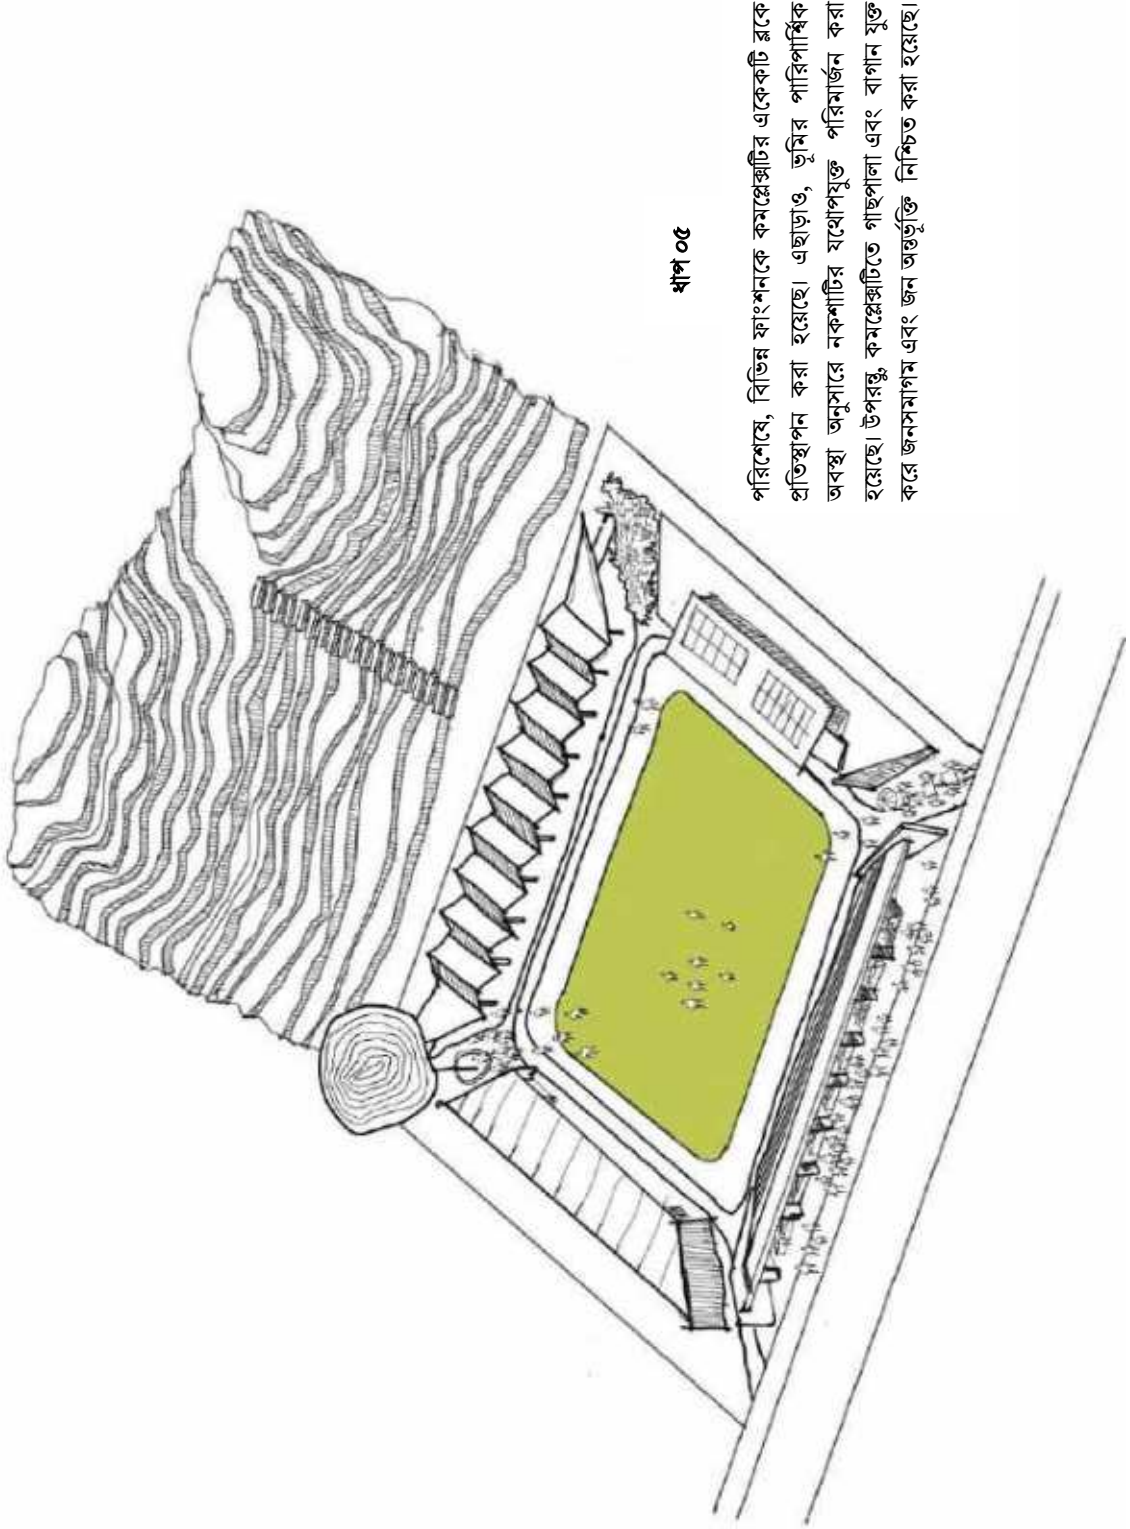 ধাপ ০৫
পরিশেষে, বিভিন্ন ফাংশনকে কমপ্লেক্সটির একেকটি ব্লকে
প্রতিস্থাপন করা হয়েছে। এছাড়াও, ভূমির পারিপার্শ্বিক
অবস্থা অনুসারে নকশাটির যথোপযুক্ত পরিমার্জন করা
হয়েছে। উপরন্তু, কমপ্লেক্সটিতে গাছপালা এবং বাগান যুক্ত
করে জনসমাগম এবং জন অন্তর্ভুক্তি নিশ্চিত করা হয়েছে।